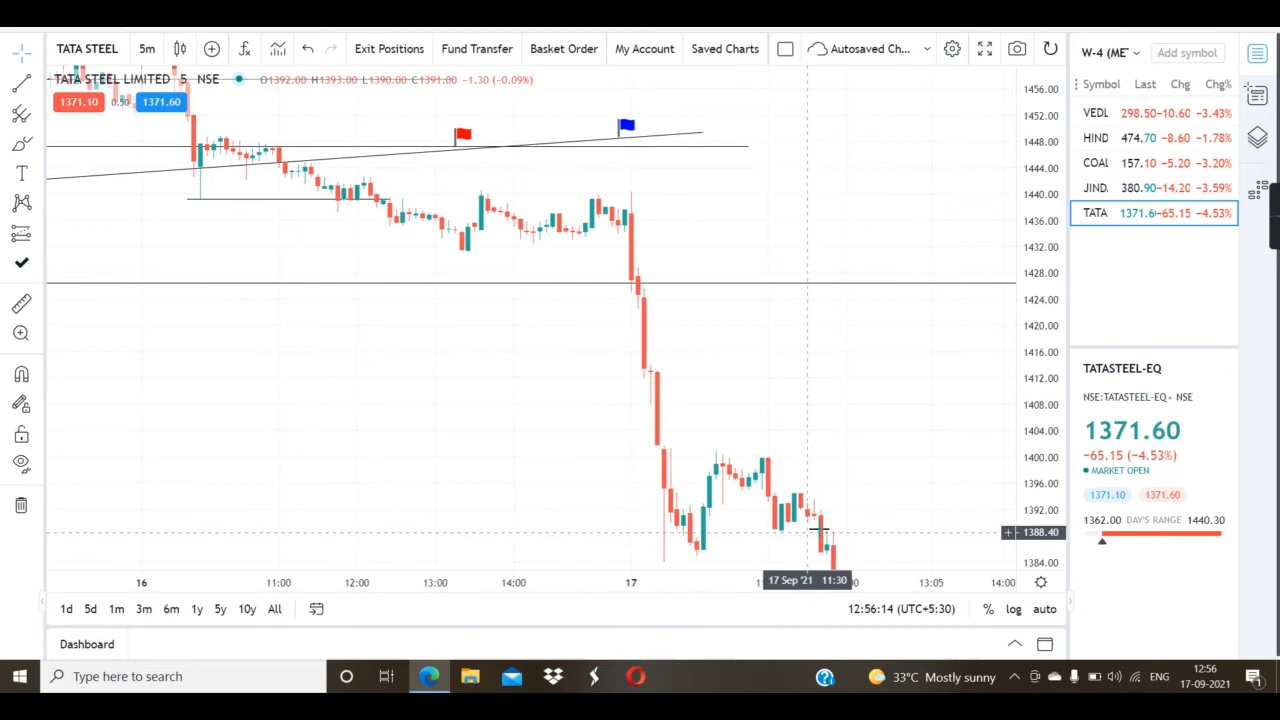 TATA STEEL 5m Exit Positions Fund Transfer Basket Order My Account Saved Charts Autosaved Ch... W-4 (ME Add symbol
TATA STEEL LIMITED 5 NSE O1392.00 H1393.00 L1390.00 C1391.00 -1.30 (-0.09%)
1371.10 0.50 1371.60
Symbol Last Chg Chg%
VEDL 298.50 -10.60 -3.43%
HIND 474.70 -8.60 -1.78%
COAL 157.10 -5.20 -3.20%
JIND. 380.90 -14.20 -3.59%
TATA 1371.60 -65.15 -4.53%
1456.00
1452.00
1448.00
1444.00
1440.00
1436.00
1432.00
1428.00
1424.00
1420.00
1416.00
1412.00
1408.00
1404.00
1400.00
1396.00
1392.00
1388.40
1384.00
TATASTEEL-EQ
NSE:TATASTEEL-EQ • NSE
1371.60
−65.15 (−4.53%)
MARKET OPEN
1371.10 1371.60
1362.00 DAY'S RANGE 1440.30
16 11:00 12:00 13:00 14:00 17 17 Sep '21 11:30 13:05 14:00
1d 5d 1m 3m 6m 1y 5y 10y All 12:56:14 (UTC+5:30) % log auto
Dashboard
Type here to search 33°C Mostly sunny ENG 12:56
17-09-2021